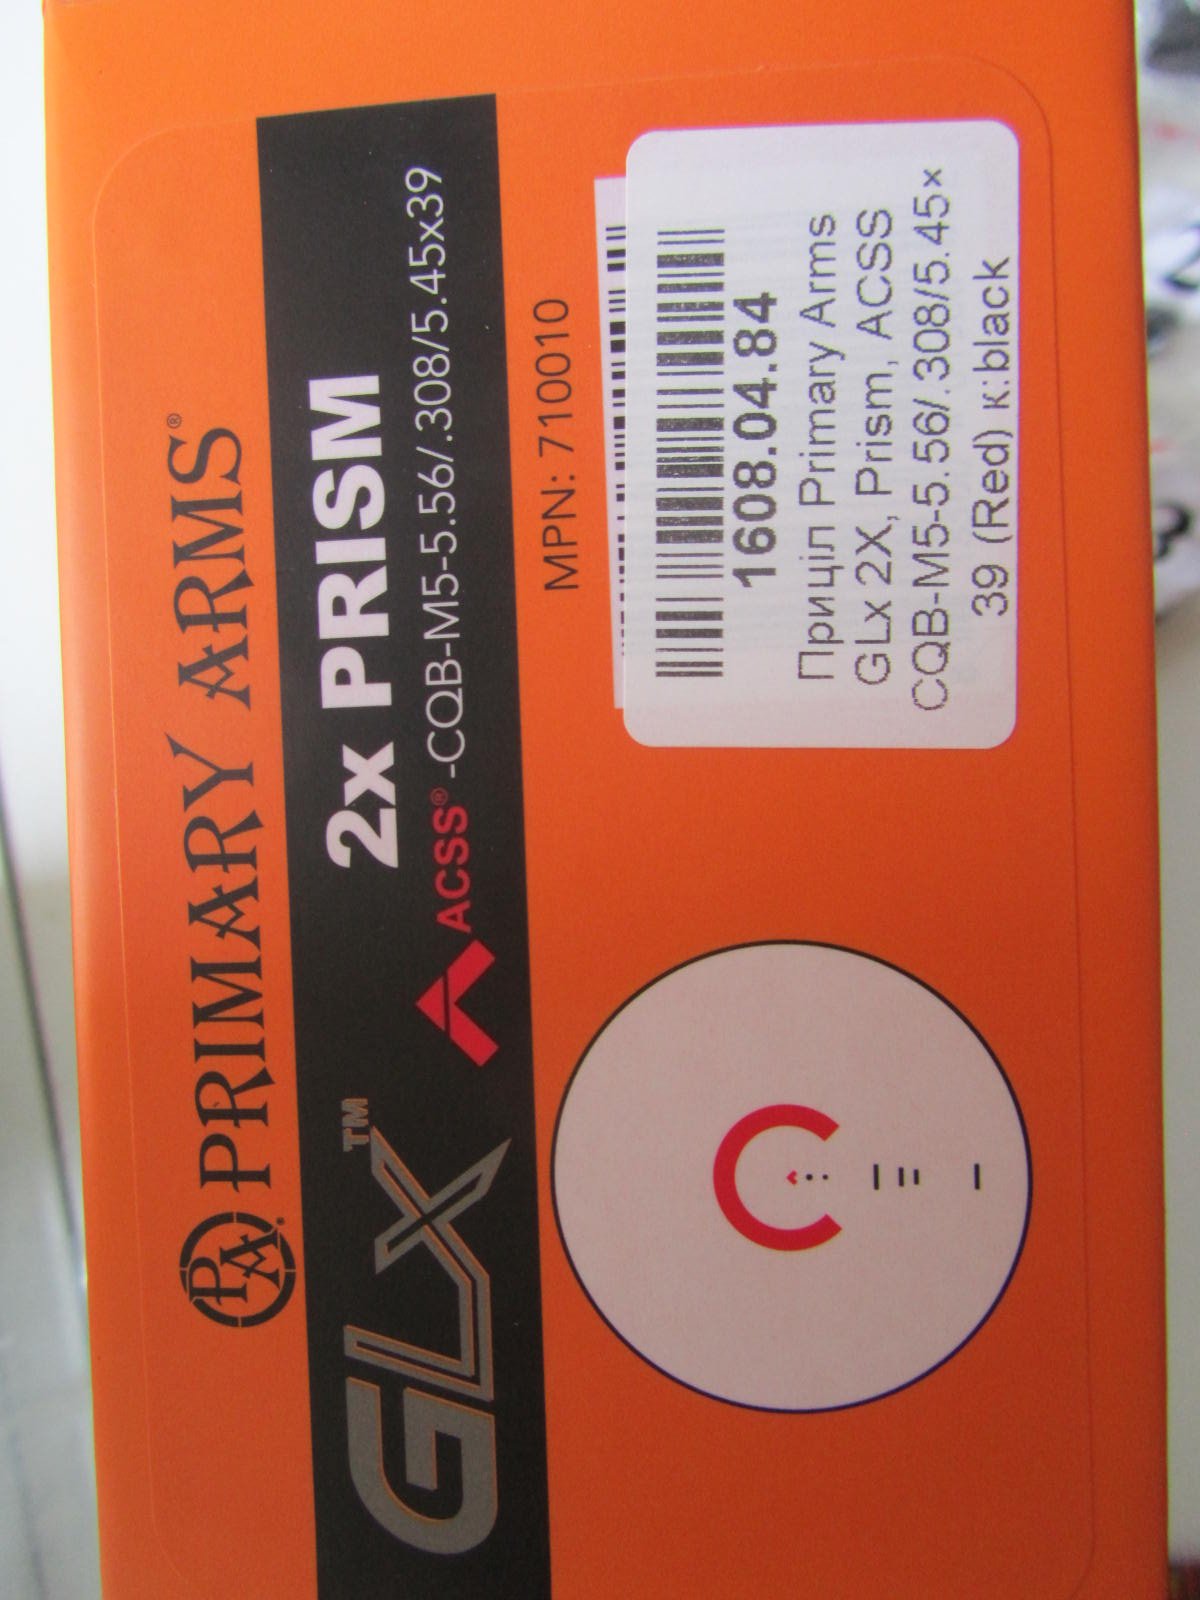 PA PRIMARY ARMS®
GLX™ 2x PRISM
ACSS® -CQB-M5-5.56/.308/5.45x39
MPN: 710010
1608.04.84
Приціл Primary Arms
GLx 2X, Prism, ACSS
CQB-M5-5.56/.308/5.45×
39 (Red) к:black